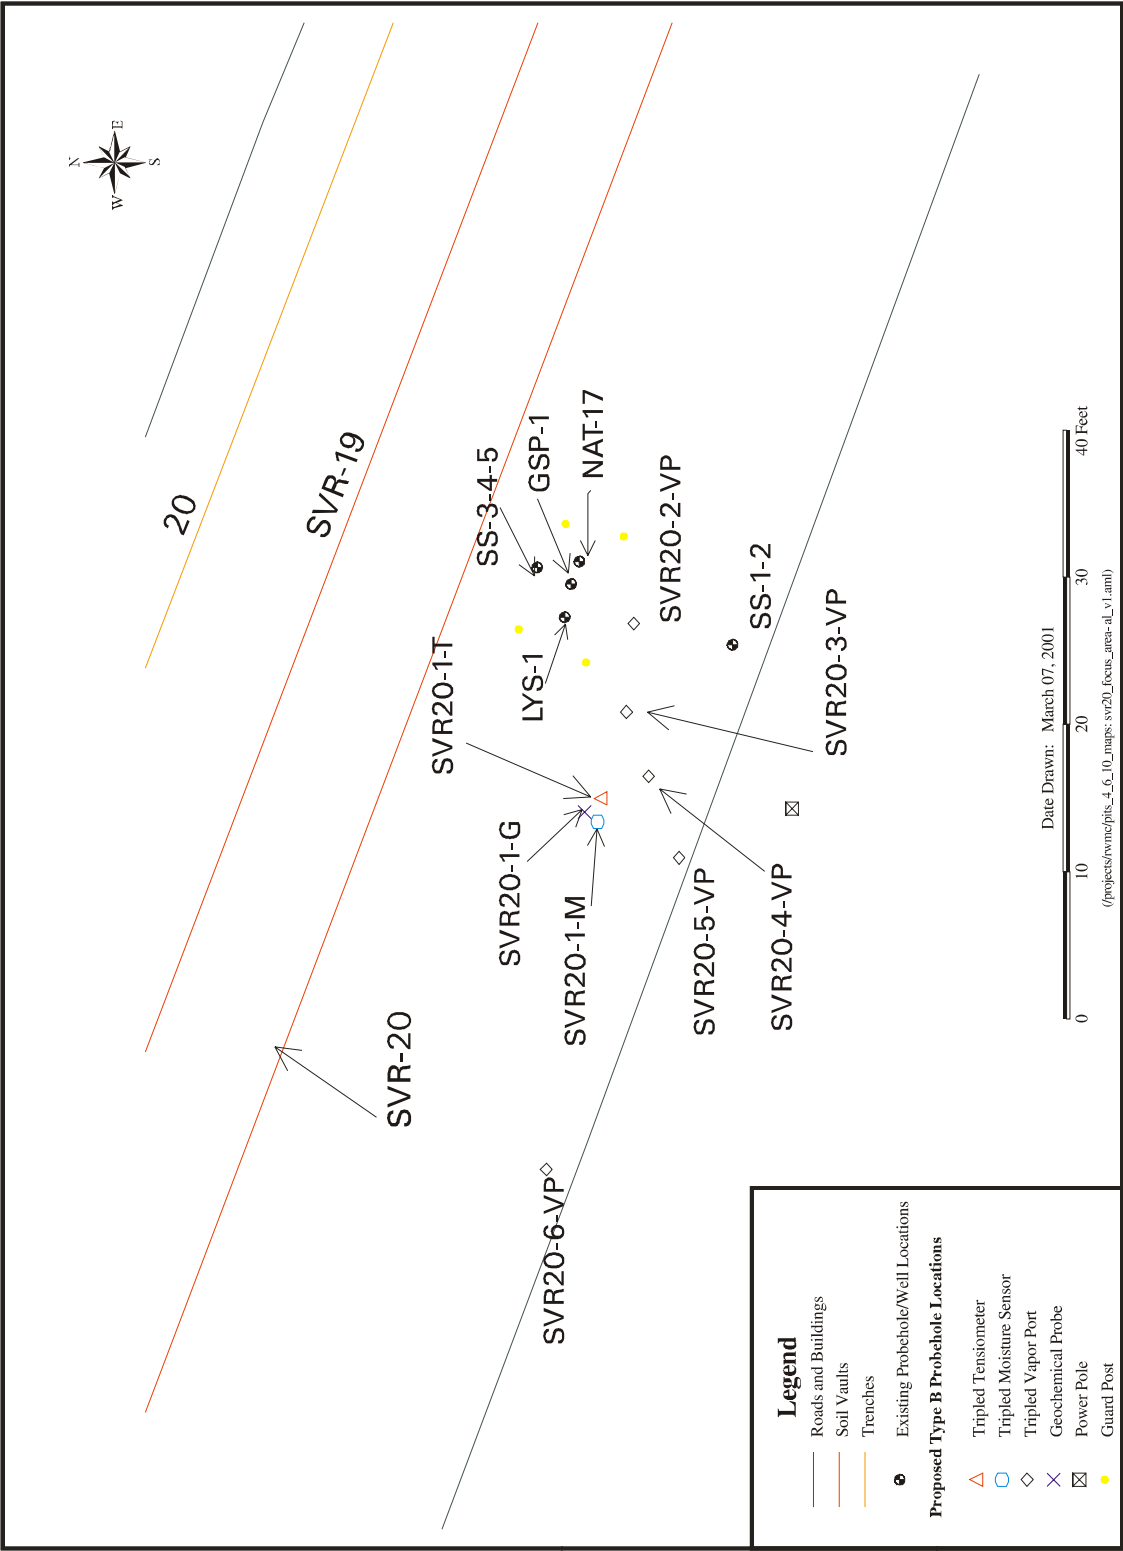 N
E
S
W
20
SVR-19
SS-3-4-5
GSP-1
NAT-17
SVR20-2-VP
SVR20-1-T
LYS-1
SS-1-2
SVR20-3-VP
SVR20-1-G
SVR20-1-M
SVR20-5-VP
SVR20-4-VP
SVR-20
SVR20-6-VP
Date Drawn: March 07, 2001
0 10 20 30 40 Feet
(/projects/rwmc/pits_4_6_10_maps: svr20_focus_area-al_v1.aml)
Legend
Roads and Buildings
Soil Vaults
Trenches
Existing Probehole/Well Locations
Proposed Type B Probehole Locations
Tripled Tensiometer
Tripled Moisture Sensor
Tripled Vapor Port
Geochemical Probe
Power Pole
Guard Post